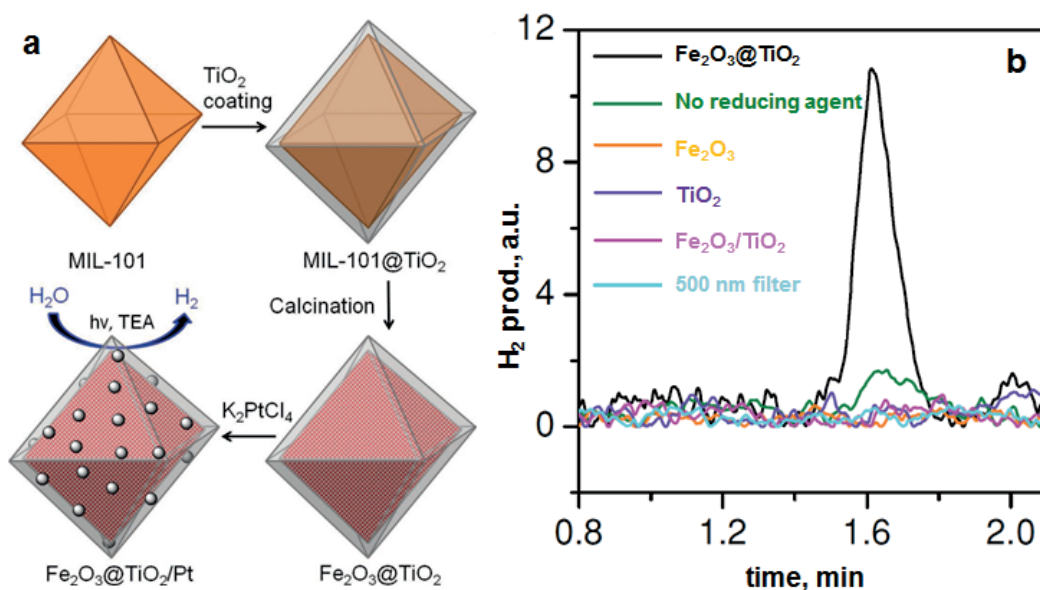 a
TiO₂
coating
MIL-101
MIL-101@TiO₂
H₂O
H₂
hν, TEA
Calcination
K₂PtCl₄
Fe₂O₃@TiO₂/Pt
Fe₂O₃@TiO₂
b
12
8
4
0
H₂ prod., a.u.
Fe₂O₃@TiO₂
No reducing agent
Fe₂O₃
TiO₂
Fe₂O₃/TiO₂
500 nm filter
0.8 1.2 1.6 2.0
time, min